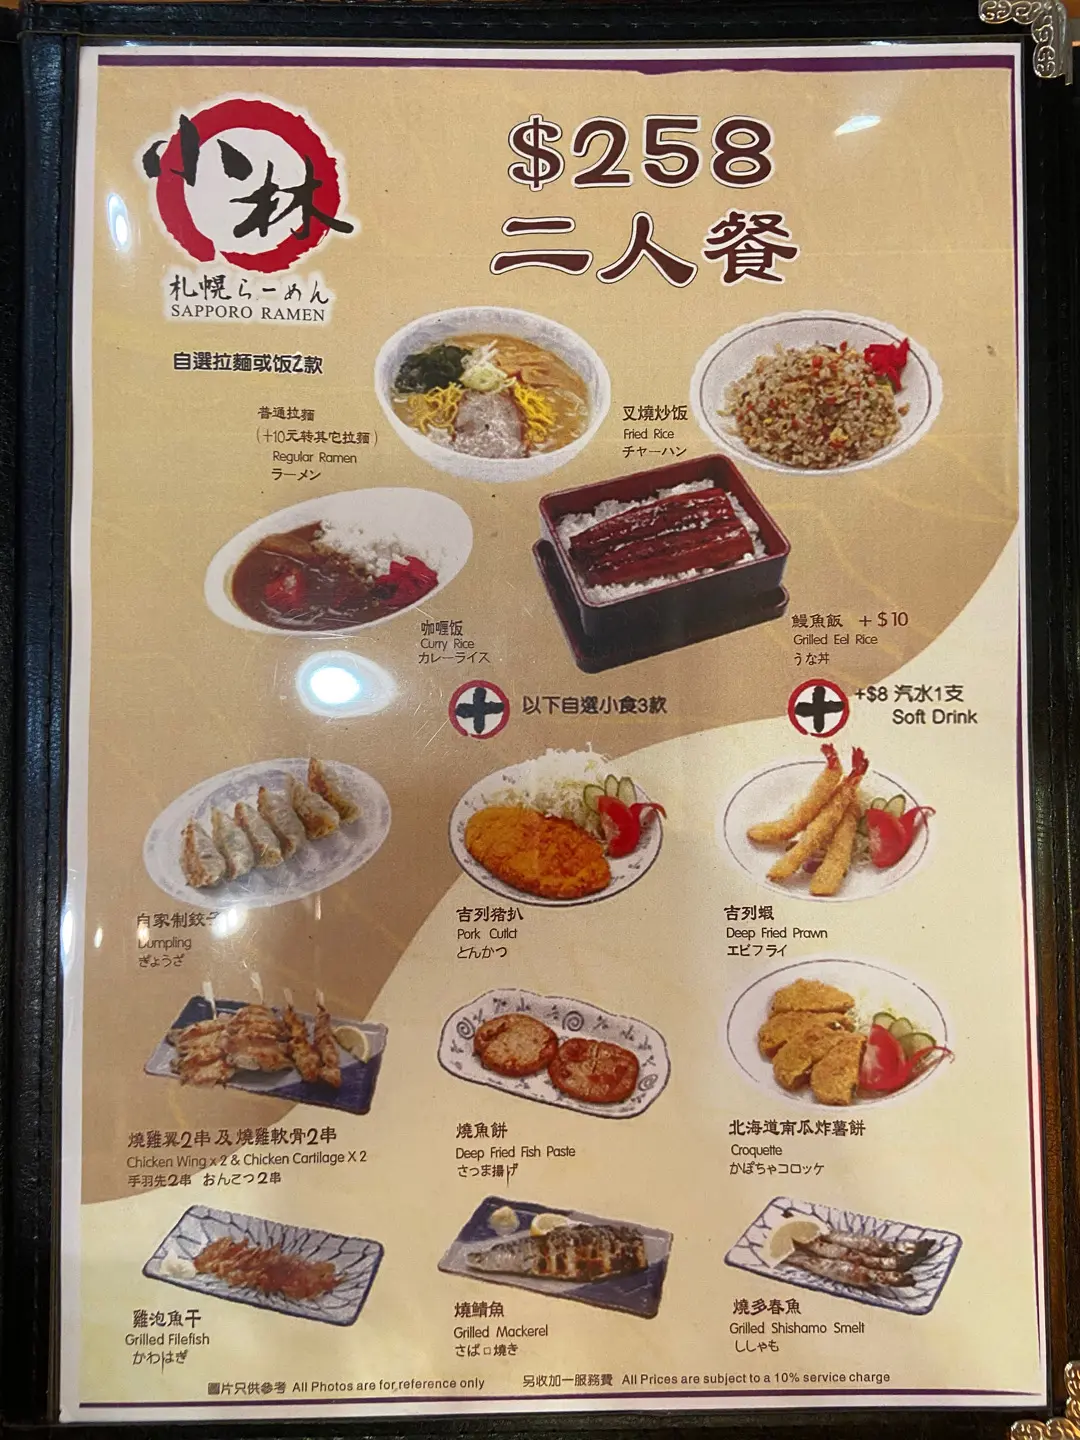 小林
札幌らーめん
SAPPORO RAMEN
$258
二人餐
自選拉麵或饭2款
普通拉麵
(+10元转其它拉麵)
Regular Ramen
ラーメン
叉燒炒饭
Fried Rice
チャーハン
咖喱饭
Curry Rice
カレーライス
鰻魚飯 +$10
Grilled Eel Rice
うな丼
以下自選小食3款
+$8 汽水1支
Soft Drink
自家制餃子
Dumpling
ぎょうざ
吉列猪扒
Pork Cutlct
とんかつ
吉列蝦
Deep Fried Prawn
エビフライ
燒雞翼2串及燒雞軟骨2串
Chicken Wing x 2 & Chicken Cartilage X 2
手羽先2串 おんこつ2串
燒魚餅
Deep Fried Fish Paste
さつま揚げ
北海道南瓜炸薯餅
Croquette
かぼちゃコロッケ
雞泡魚干
Grilled Filefish
かわはぎ
燒鯖魚
Grilled Mackerel
さば口燒き
燒多春魚
Grilled Shishamo Smelt
ししゃも
圖片只供參考 All Photos are for reference only
另收加一服務費 All Prices are subject to a 10% service charge